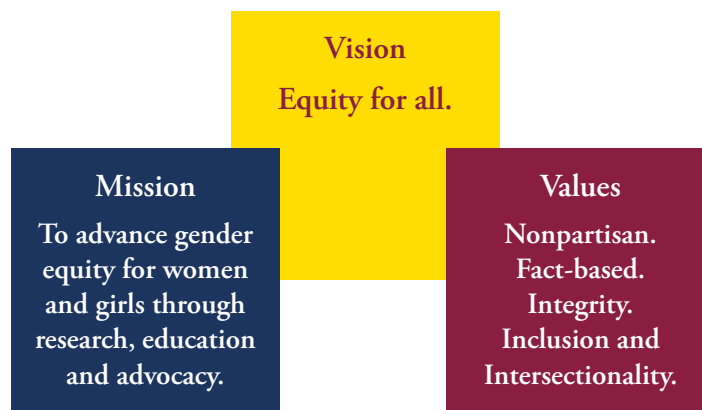 Vision
Equity for all.
Mission
To advance gender
equity for women
and girls through
research, education
and advocacy.
Values
Nonpartisan.
Fact-based.
Integrity.
Inclusion and
Intersectionality.